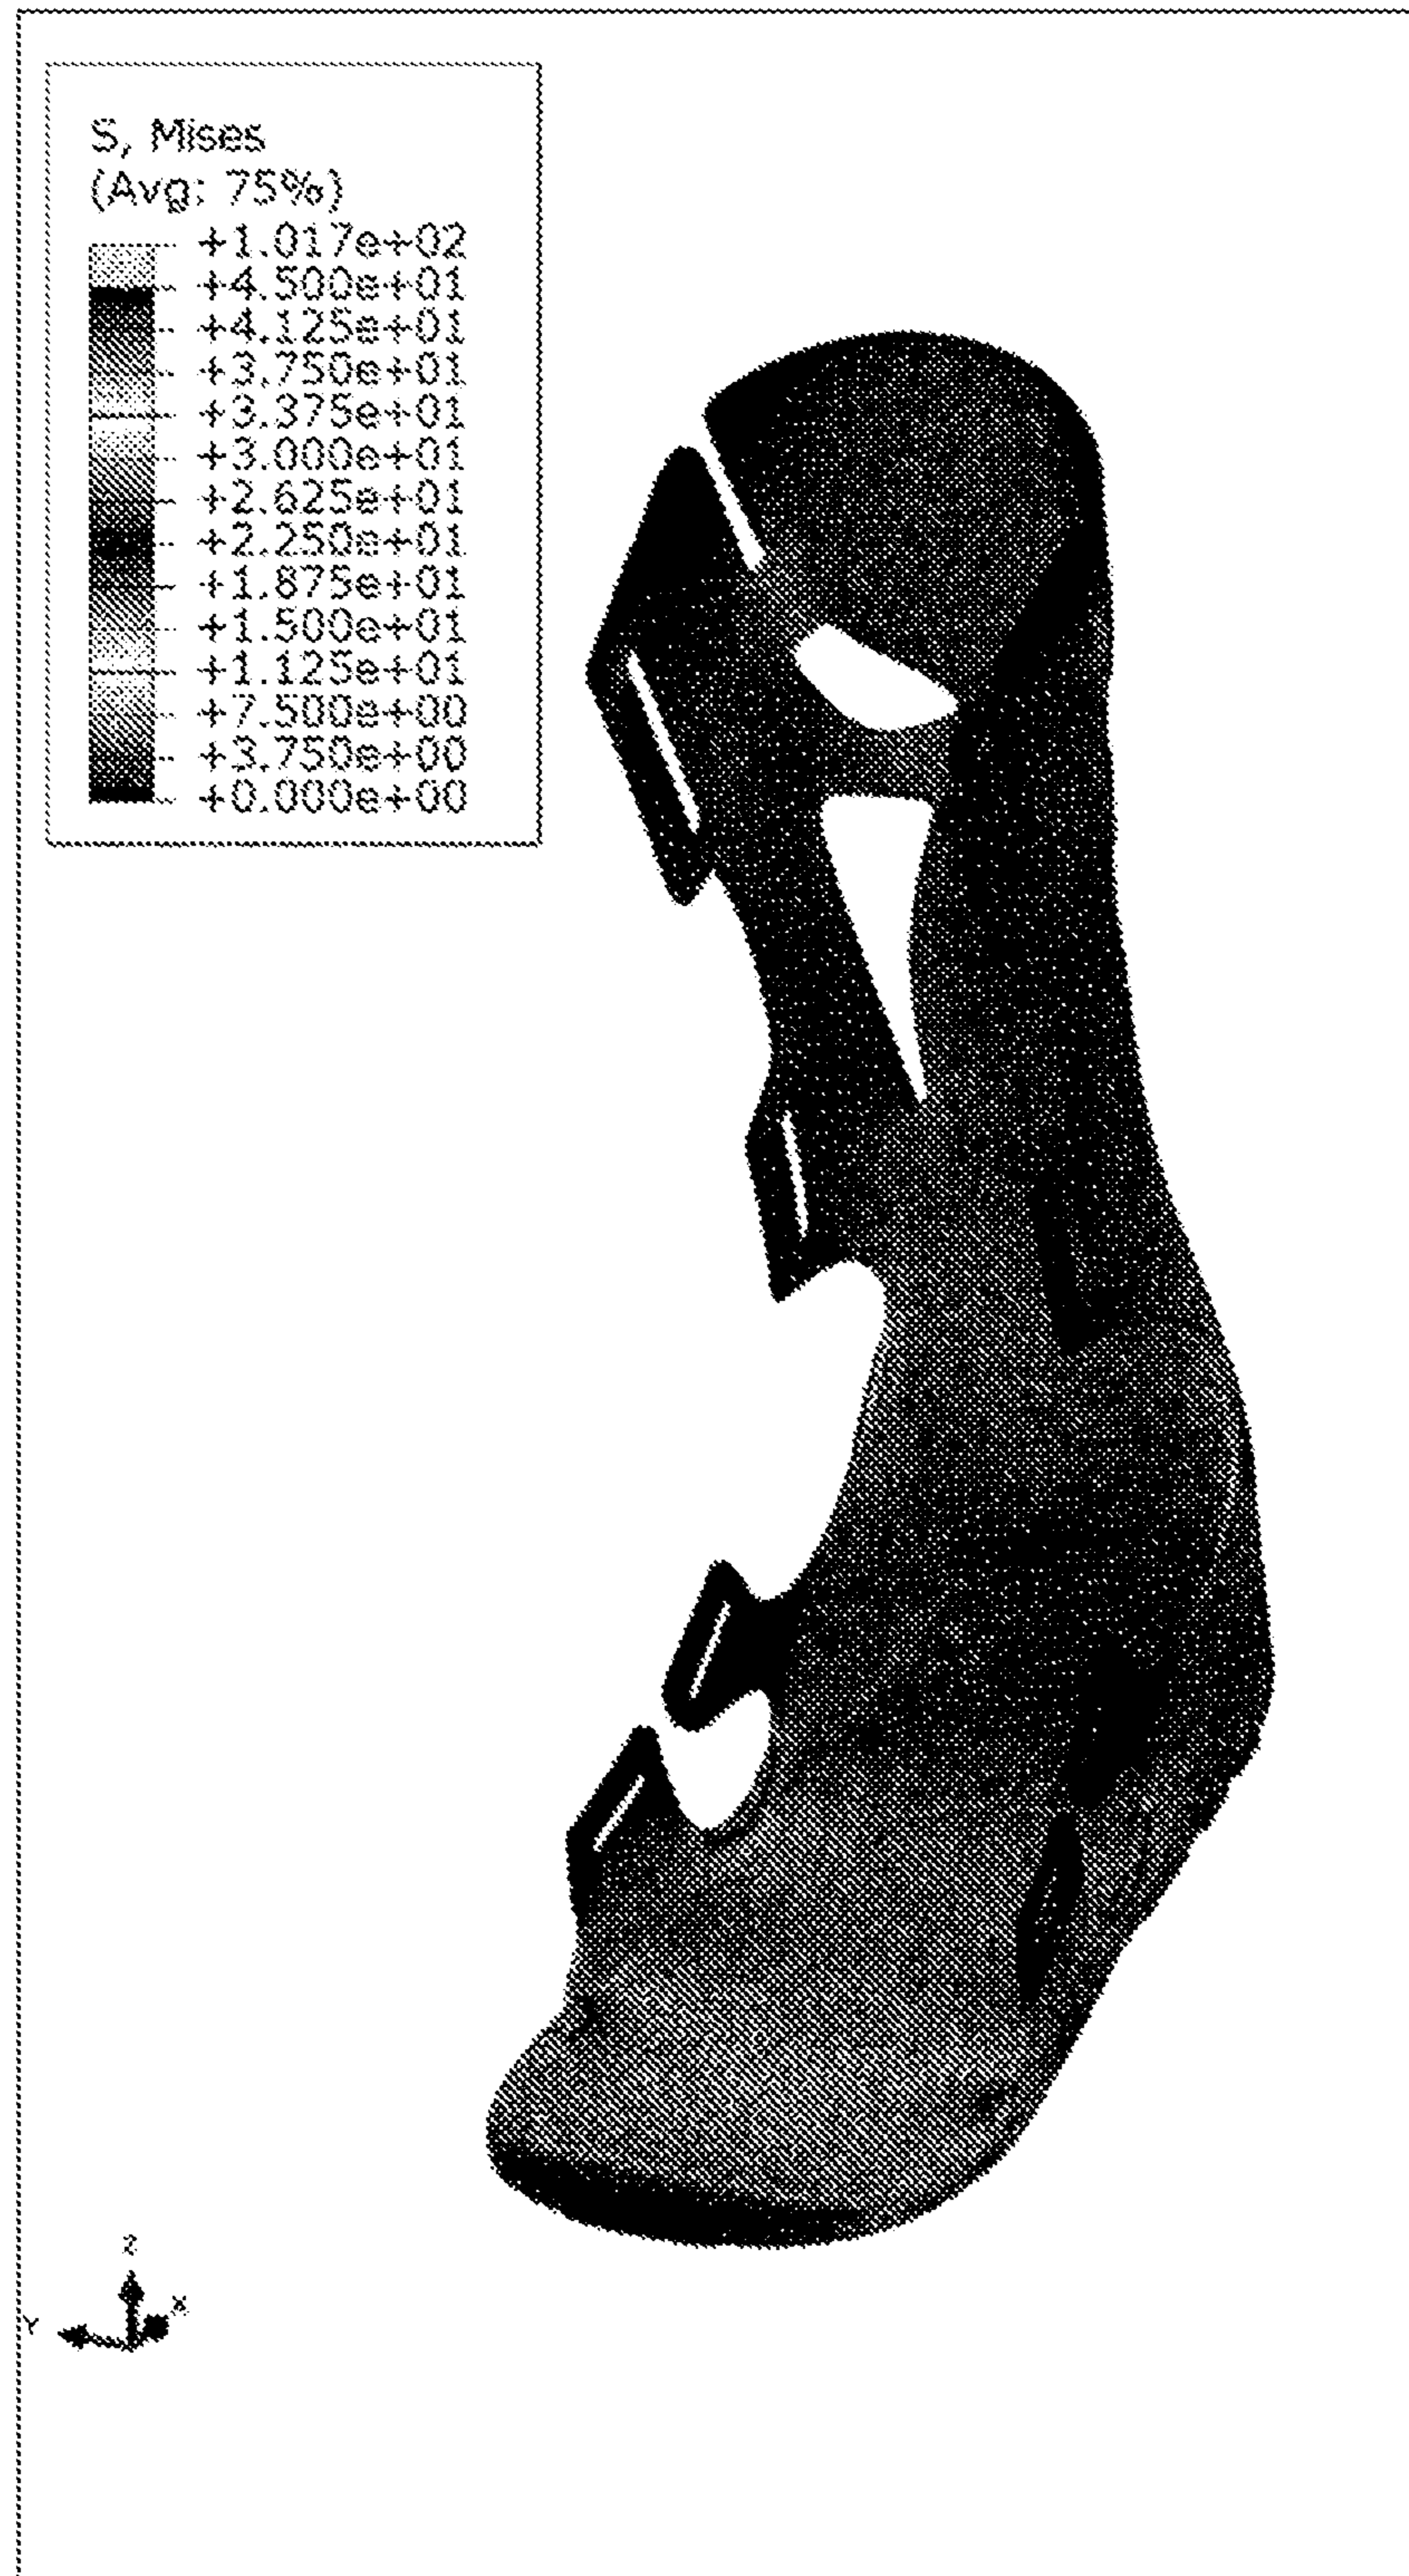 S, Mises
(Avg: 75%)
+1.017e+02
+4.500e+01
+4.125e+01
+3.750e+01
+3.375e+01
+3.000e+01
+2.625e+01
+2.250e+01
+1.875e+01
+1.500e+01
+1.125e+01
+7.500e+00
+3.750e+00
+0.000e+00
Z
X
Y